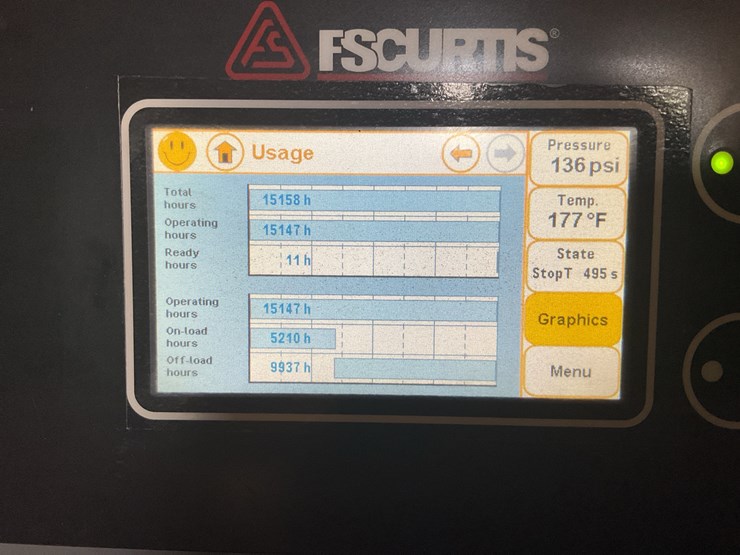 FSCURTIS®
Usage
Total
hours
15158 h
Operating
hours
15147 h
Ready
hours
11 h
Operating
hours
15147 h
On-load
hours
5210 h
Off-load
hours
9937 h
Pressure
136 psi
Temp.
177 °F
State
StopT 495 s
Graphics
Menu